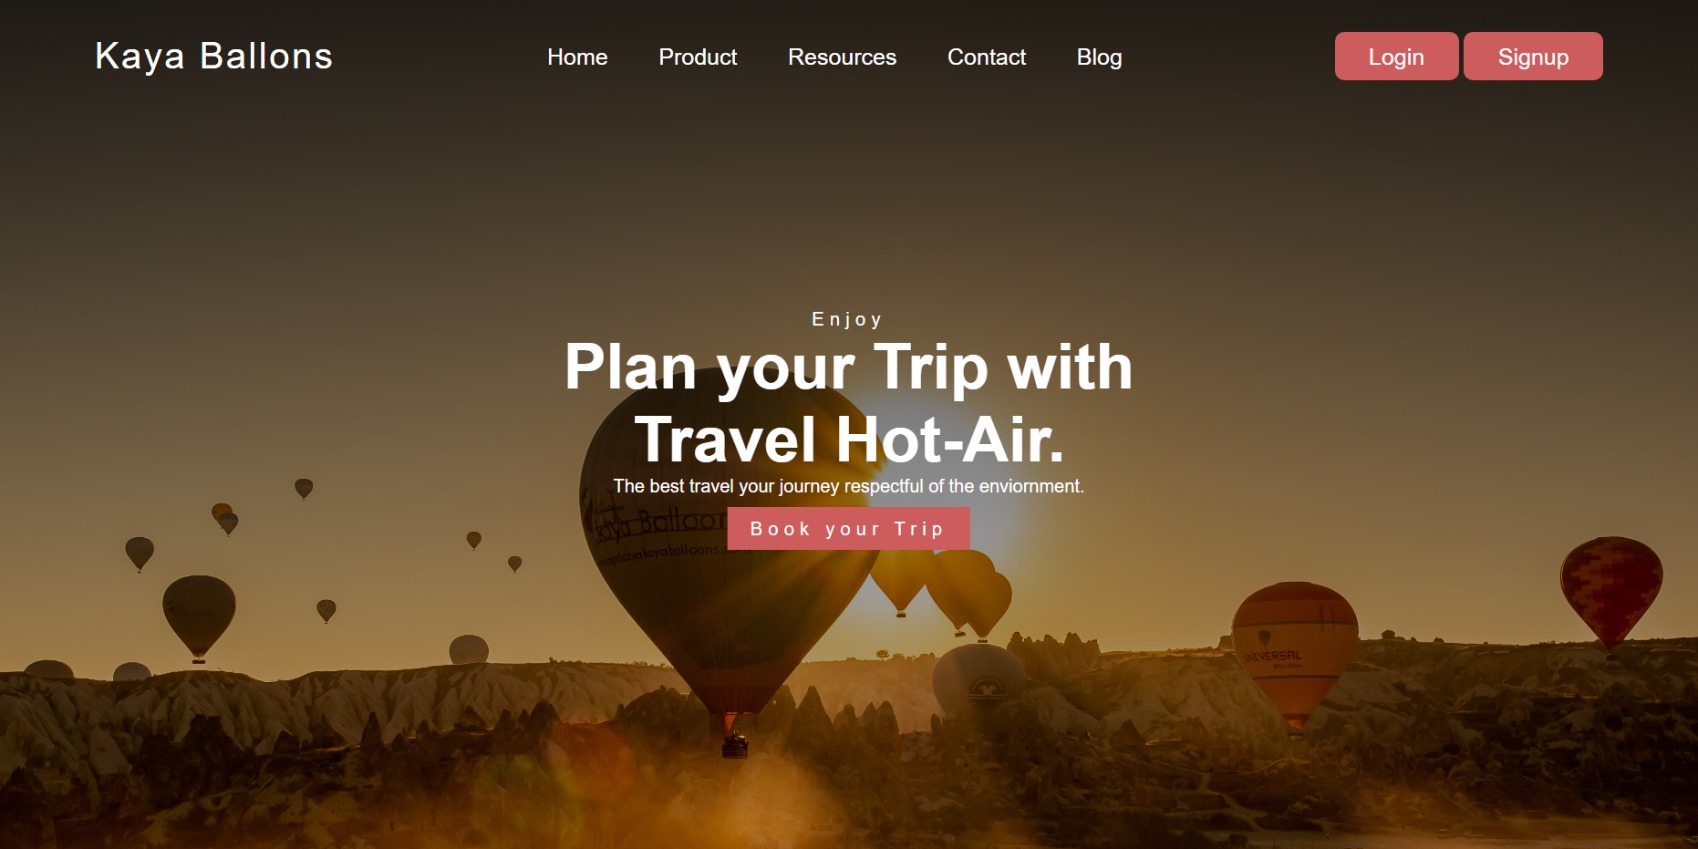 Kaya Ballons
Home
Product
Resources
Contact
Blog
Login
Signup
Enjoy
Plan your Trip with
Travel Hot-Air.
The best travel your journey respectful of the enviornment.
Kaya Balloon
Book your Trip
UNIVERSAL